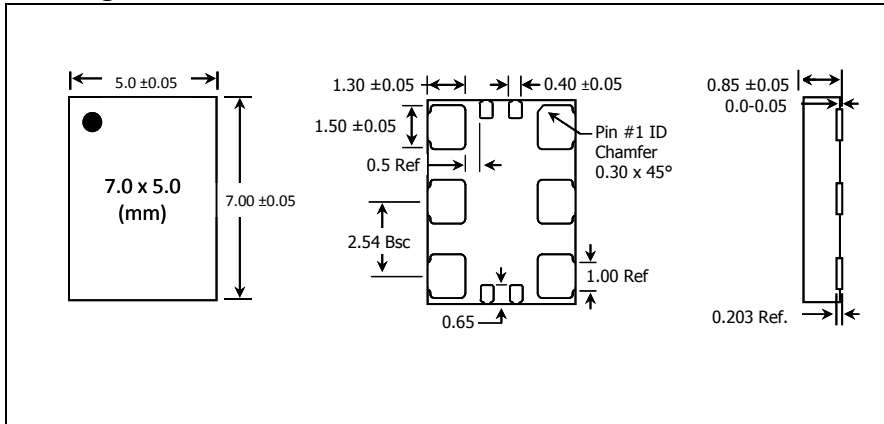 5.0 ±0.05
7.0 x 5.0
(mm)
7.00 ±0.05
1.30 ±0.05
0.40 ±0.05
1.50 ±0.05
0.5 Ref
2.54 Bsc
0.65
Pin #1 ID
Chamfer
0.30 x 45°
1.00 Ref
0.85 ±0.05
0.0-0.05
0.203 Ref.